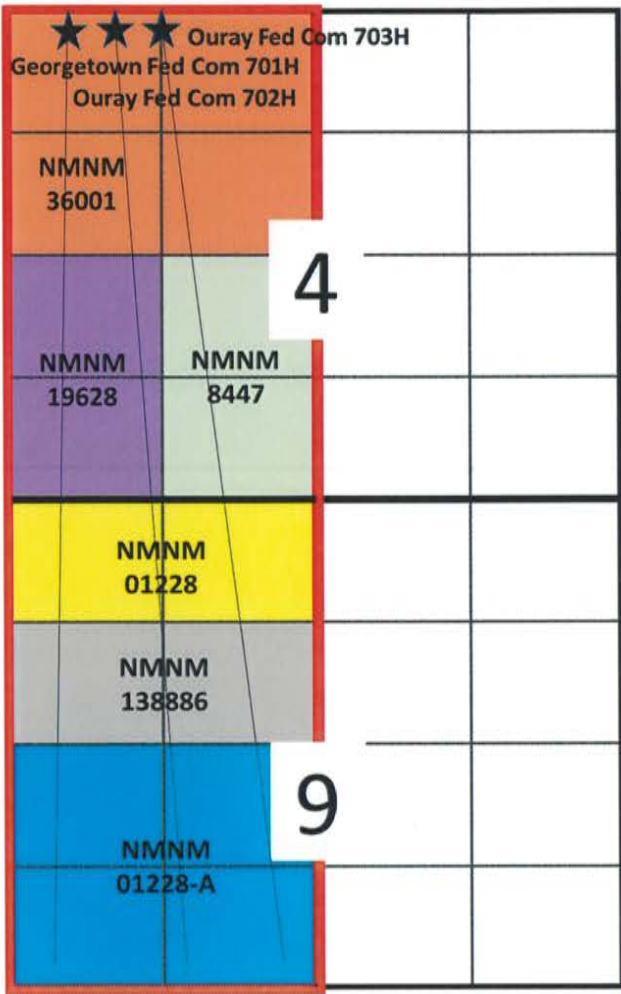 Ouray Fed Com 703H
Georgetown Fed Com 701H
Ouray Fed Com 702H
NMNM
36001
4
NMNM
19628
NMNM
8447
NMNM
01228
NMNM
138886
9
NMNM
01228-A